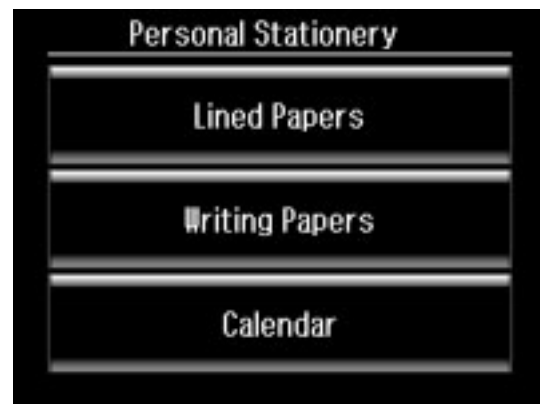 Personal Stationery
Lined Papers
Writing Papers
Calendar